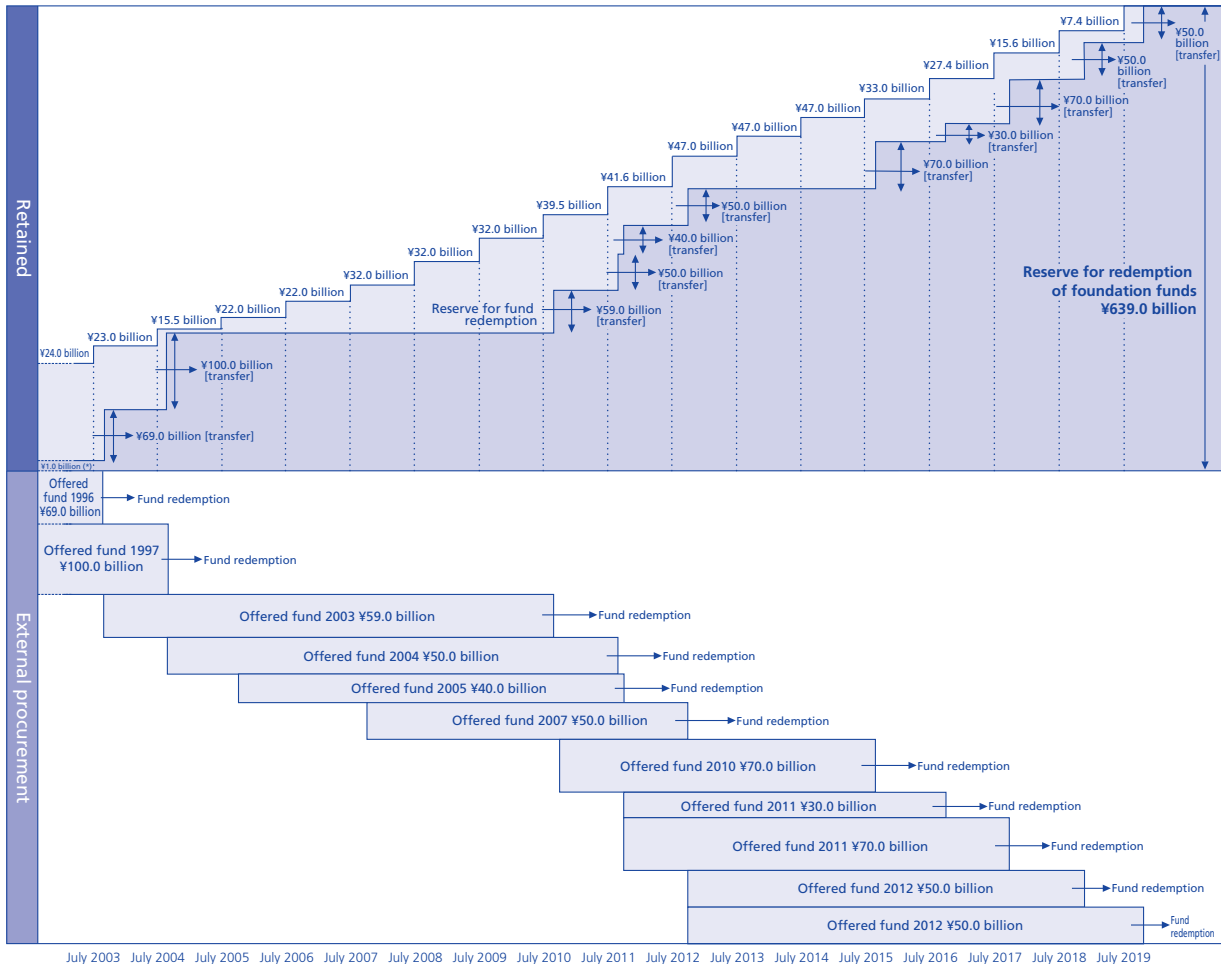 Retained
¥24.0 billion
¥23.0 billion
¥15.5 billion
¥22.0 billion
¥22.0 billion
¥32.0 billion
¥32.0 billion
¥32.0 billion
¥39.5 billion
¥41.6 billion
¥47.0 billion
¥47.0 billion
¥47.0 billion
¥33.0 billion
¥27.4 billion
¥15.6 billion
¥7.4 billion
¥1.0 billion (*)
¥69.0 billion [transfer]
¥100.0 billion
[transfer]
Reserve for fund
redemption
¥59.0 billion
[transfer]
¥50.0 billion
[transfer]
¥40.0 billion
[transfer]
¥50.0 billion
[transfer]
¥70.0 billion
[transfer]
¥30.0 billion
[transfer]
¥70.0 billion
[transfer]
¥50.0
billion
[transfer]
¥50.0
billion
[transfer]
Reserve for redemption
of foundation funds
¥639.0 billion
External procurement
Offered
fund 1996
¥69.0 billion
Fund redemption
Offered fund 1997
¥100.0 billion
Fund redemption
Offered fund 2003 ¥59.0 billion
Fund redemption
Offered fund 2004 ¥50.0 billion
Fund redemption
Offered fund 2005 ¥40.0 billion
Fund redemption
Offered fund 2007 ¥50.0 billion
Fund redemption
Offered fund 2010 ¥70.0 billion
Fund redemption
Offered fund 2011 ¥30.0 billion
Fund redemption
Offered fund 2011 ¥70.0 billion
Fund redemption
Offered fund 2012 ¥50.0 billion
Fund redemption
Offered fund 2012 ¥50.0 billion
Fund
redemption
July 2003 July 2004 July 2005 July 2006 July 2007 July 2008 July 2009 July 2010 July 2011 July 2012 July 2013 July 2014 July 2015 July 2016 July 2017 July 2018 July 2019